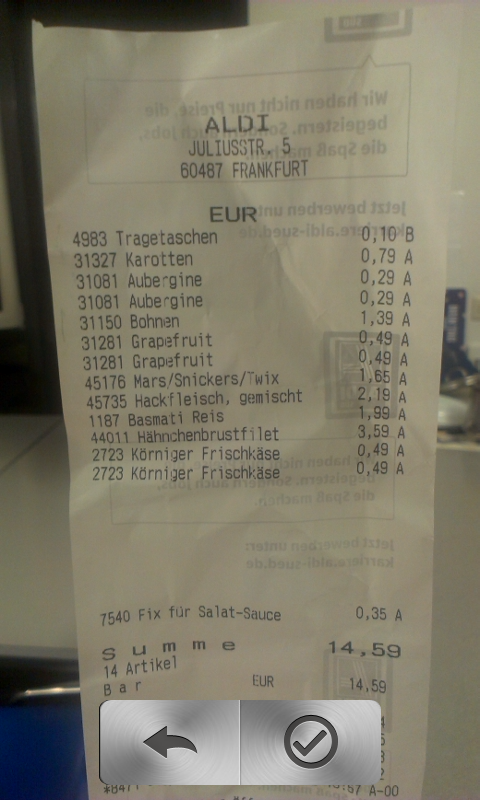 ALDI
JULIUSSTR. 5
60487 FRANKFURT
EUR
4983 Tragetaschen 0,10 B
31327 Karotten 0,79 A
31081 Aubergine 0,29 A
31081 Aubergine 0,29 A
31150 Bohnen 1,39 A
31281 Grapefruit 0,49 A
31281 Grapefruit 0,49 A
45176 Mars/Snickers/Twix 1,65 A
45735 Hackfleisch, gemischt 2,19 A
1187 Basmati Reis 1,99 A
44011 Hähnchenbrustfilet 3,59 A
2723 Körniger Frischkäse 0,49 A
2723 Körniger Frischkäse 0,49 A
7540 Fix für Salat-Sauce 0,35 A
Summe 14,59
14 Artikel
Bar EUR 14,59
A-00